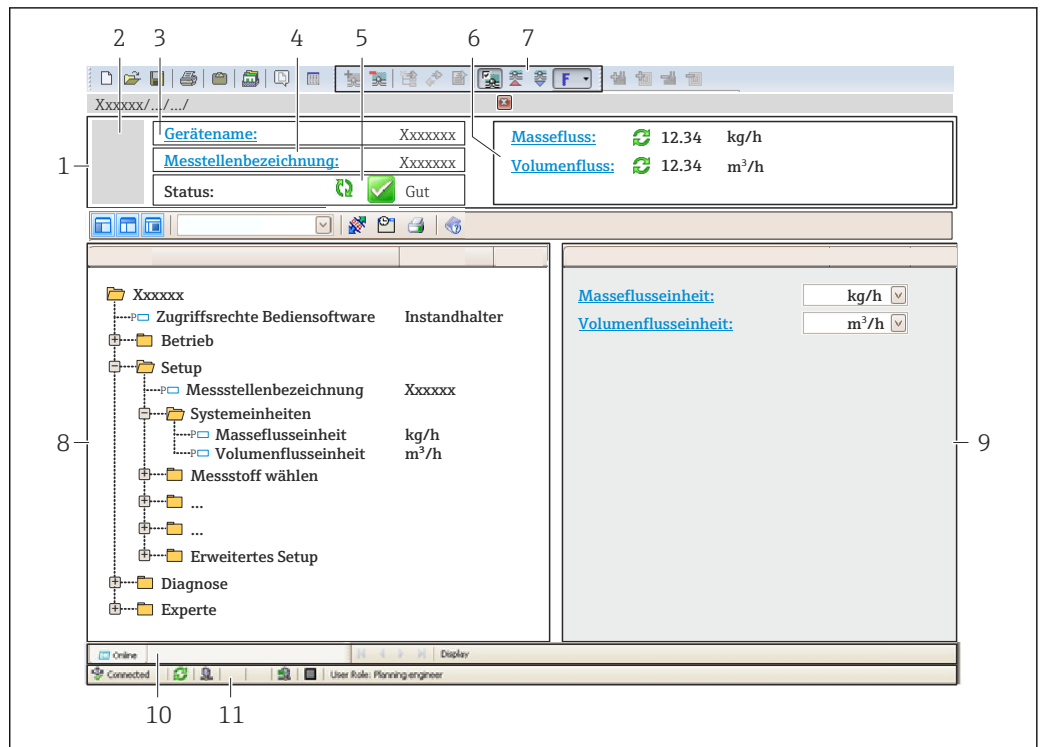 2 3 4 5 6 7
F
Xxxxxx/.../.../
1
Gerätename: Xxxxxxx
Messtellenbezeichnung: Xxxxxxx
Status: Gut
Massefluss: 12.34 kg/h
Volumenfluss: 12.34 m³/h
Xxxxxx
P Zugriffsrechte Bediensoftware Instandhalter
Betrieb
Setup
P Messstellenbezeichnung Xxxxxx
Systemeinheiten
P Masseflusseinheit kg/h
P Volumenflusseinheit m³/h
Messstoff wählen
...
...
Erweitertes Setup
Diagnose
Experte
Masseflusseinheit: kg/h
Volumenflusseinheit: m³/h
8
9
Online Display
Connected User Role: Planning engineer
10 11